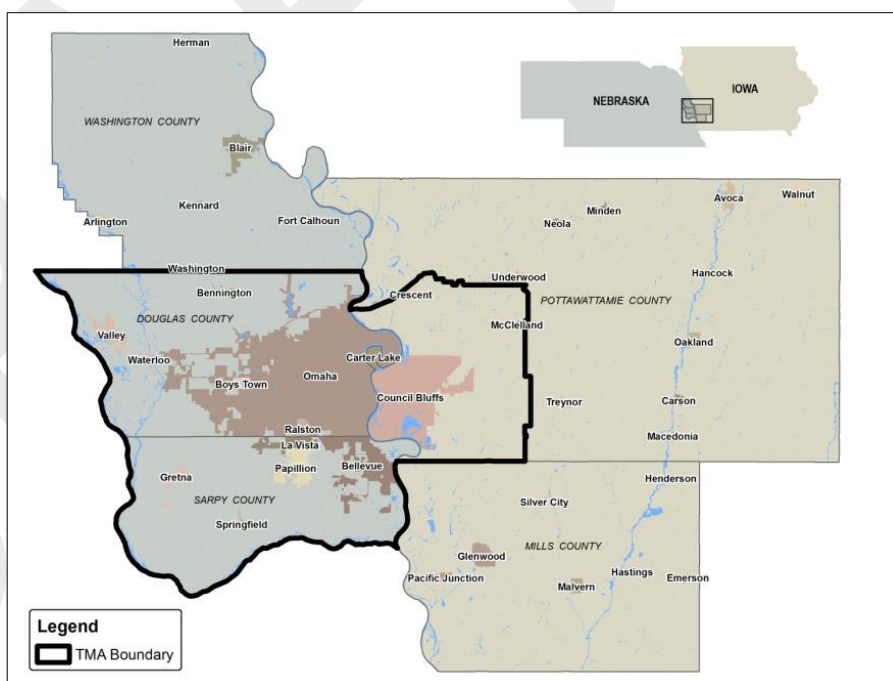 Herman
WASHINGTON COUNTY
NEBRASKA
IOWA
Blair
Kennard
Arlington
Fort Calhoun
Walnut
Avoca
Minden
Neola
Washington
Underwood
Hancock
Bennington
Crescent
POTTAWATTAMIE COUNTY
DOUGLAS COUNTY
McClelland
Valley
Oakland
Waterloo
Carter Lake
Omaha
Boys Town
Council Bluffs
Treynor
Carson
Ralston
Macedonia
La Vista
Papillion
Bellevue
Gretna
Henderson
SARPY COUNTY
Silver City
Springfield
MILLS COUNTY
Glenwood
Pacific Junction
Hastings
Emerson
Malvern
Legend
TMA Boundary